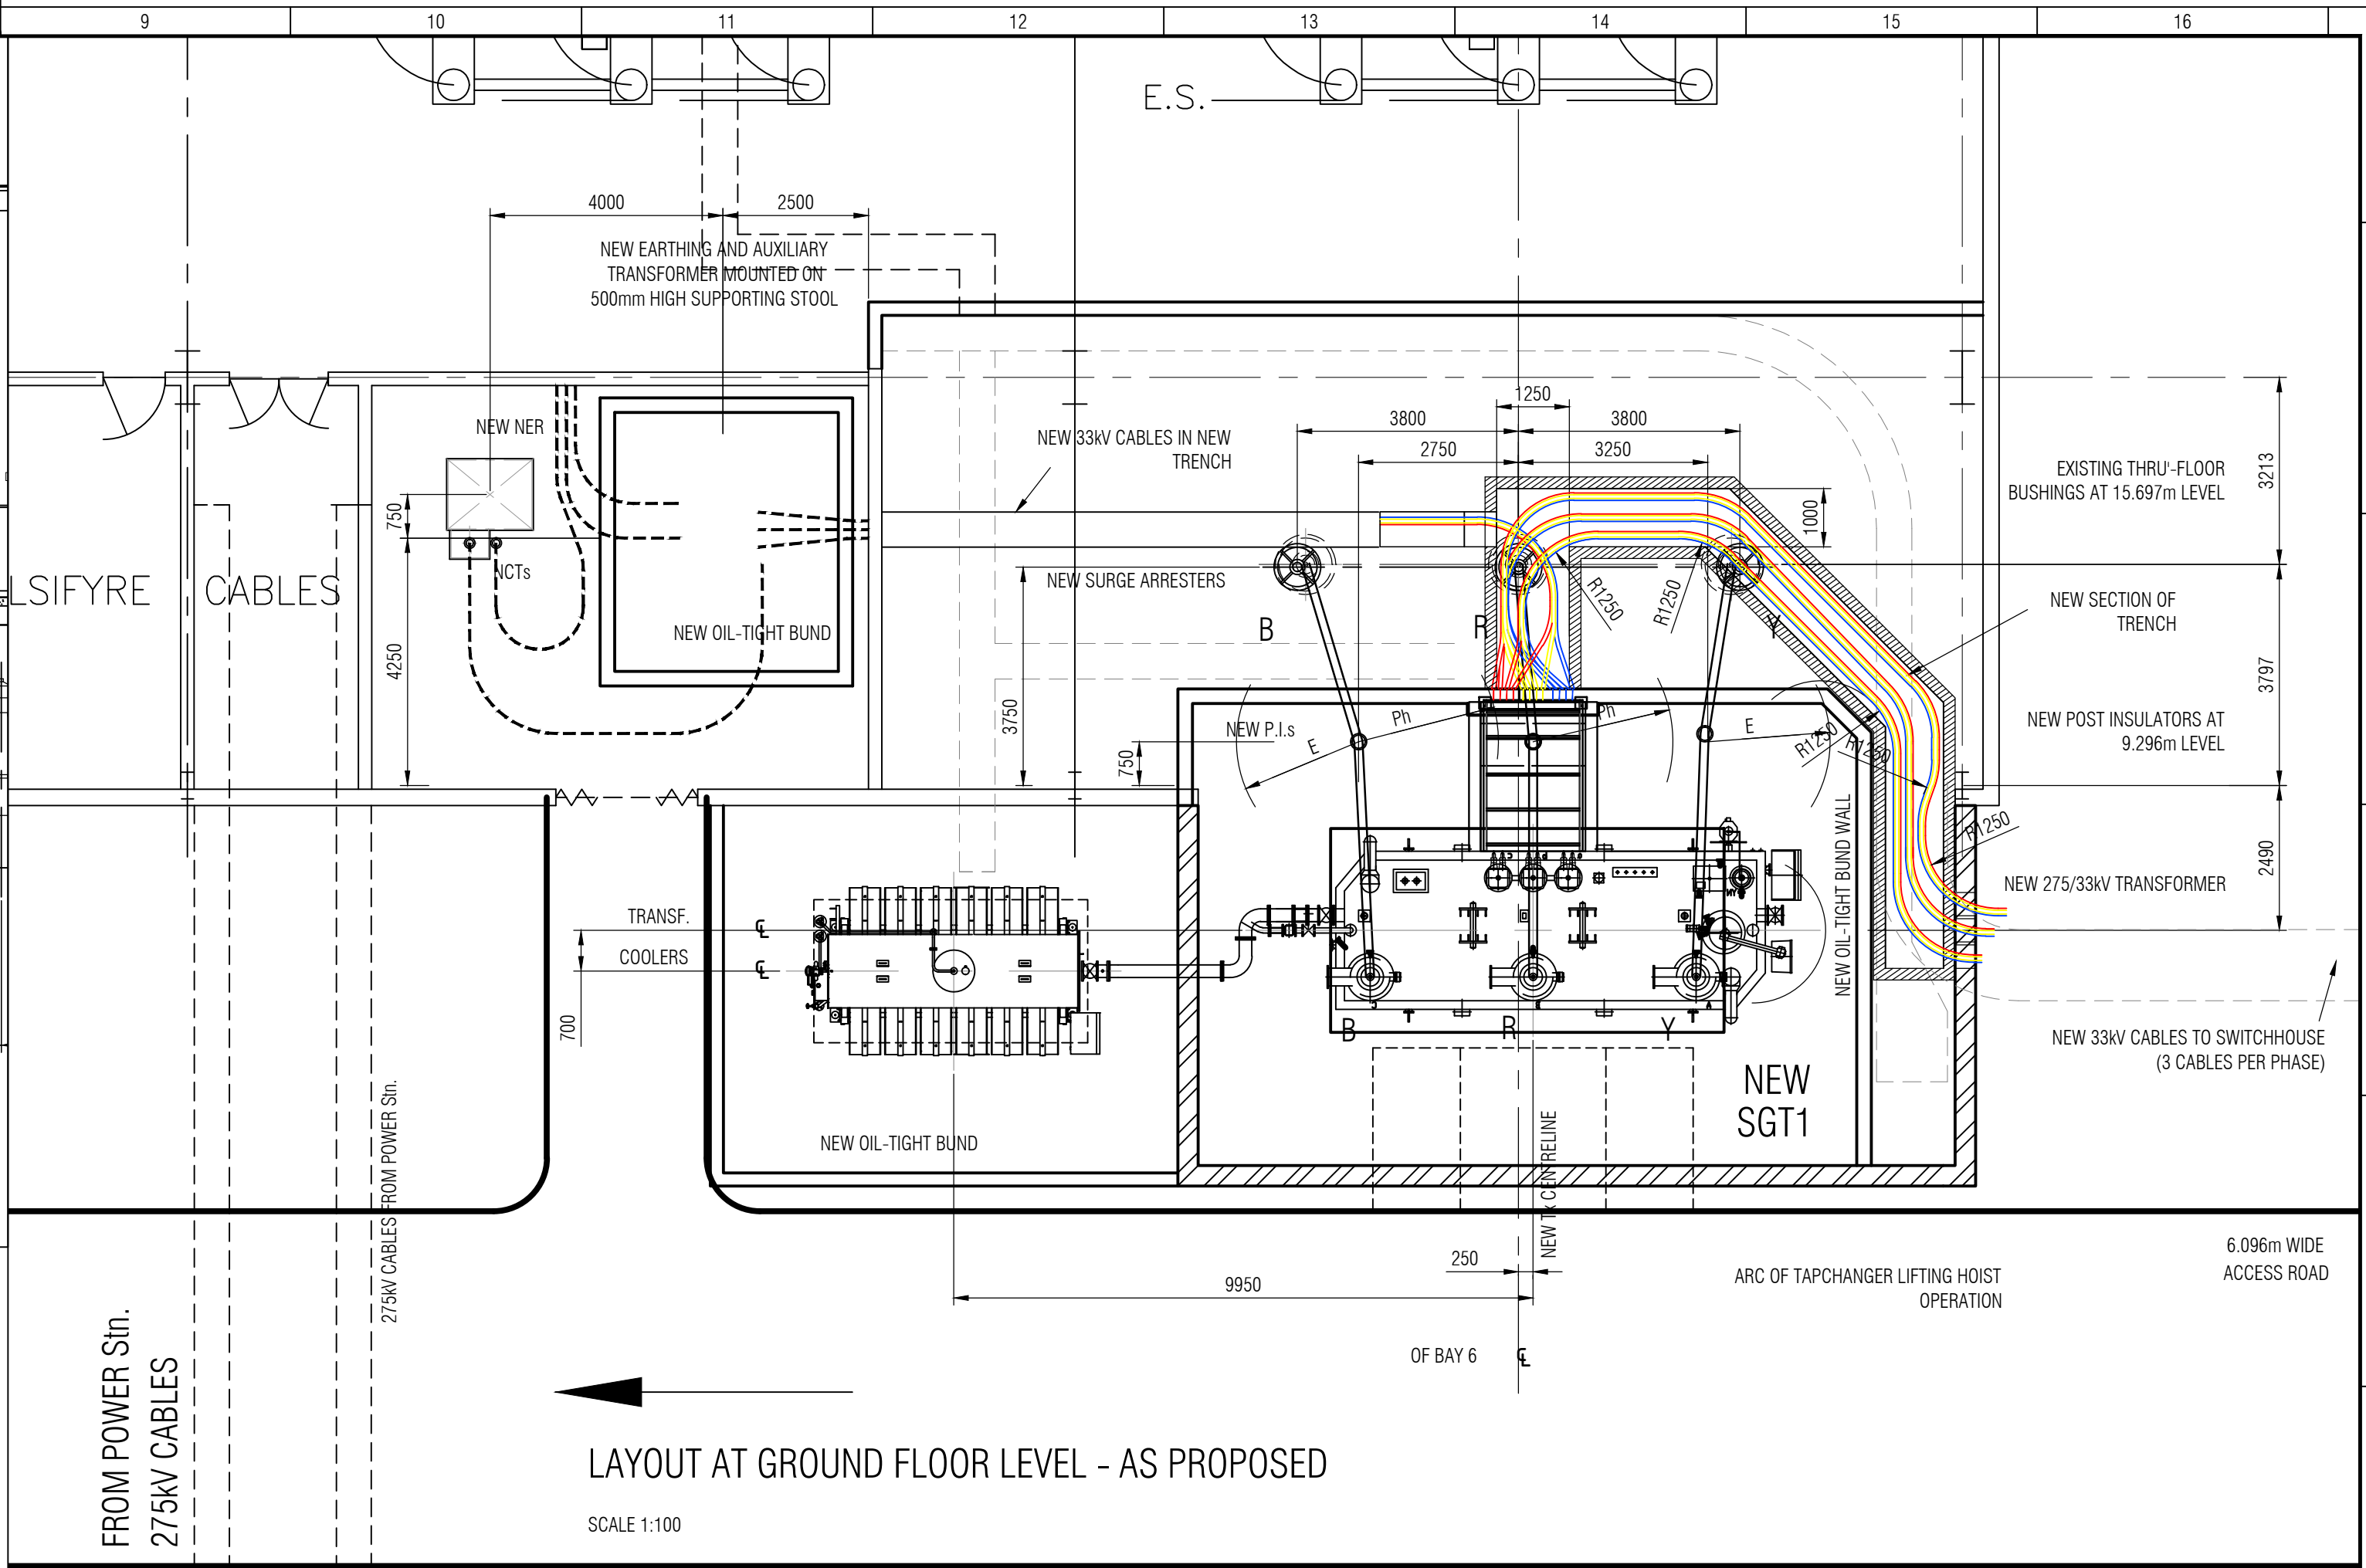 9
10
11
12
13
14
15
16
E.S.
4000
2500
NEW EARTHING AND AUXILIARY
TRANSFORMER MOUNTED ON
500mm HIGH SUPPORTING STOOL
NEW NER
750
4250
NCTs
NEW OIL-TIGHT BUND
LSIFYRE
CABLES
NEW 33kV CABLES IN NEW
TRENCH
NEW SURGE ARRESTERS
3750
750
NEW P.I.s
1250
3800
3800
2750
3250
1000
R1250
R1250
B
R
Y
Ph
Ph
E
E
R1250
R1250
R1250
EXISTING THRU'-FLOOR
BUSHINGS AT 15.697m LEVEL
3213
NEW SECTION OF
TRENCH
3797
NEW POST INSULATORS AT
9.296m LEVEL
2490
NEW 275/33kV TRANSFORMER
NEW OIL-TIGHT BUND WALL
NEW 33kV CABLES TO SWITCHHOUSE
(3 CABLES PER PHASE)
TRANSF.
COOLERS
700
B
R
Y
NEW
SGT1
NEW OIL-TIGHT BUND
275kV CABLES FROM POWER Stn.
NEW Tx CENTRELINE
250
9950
ARC OF TAPCHANGER LIFTING HOIST
OPERATION
6.096m WIDE
ACCESS ROAD
OF BAY 6
FROM POWER Stn.
275kV CABLES
LAYOUT AT GROUND FLOOR LEVEL - AS PROPOSED
SCALE 1:100